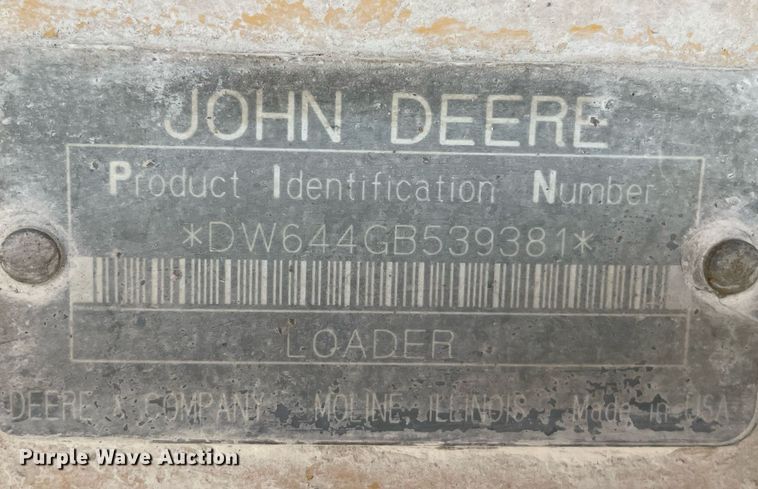 JOHN DEERE
Product Identification Number
*DW644GB539381*
LOADER
DEERE & COMPANY MOLINE, ILLINOIS Made in USA
Purple Wave Auction